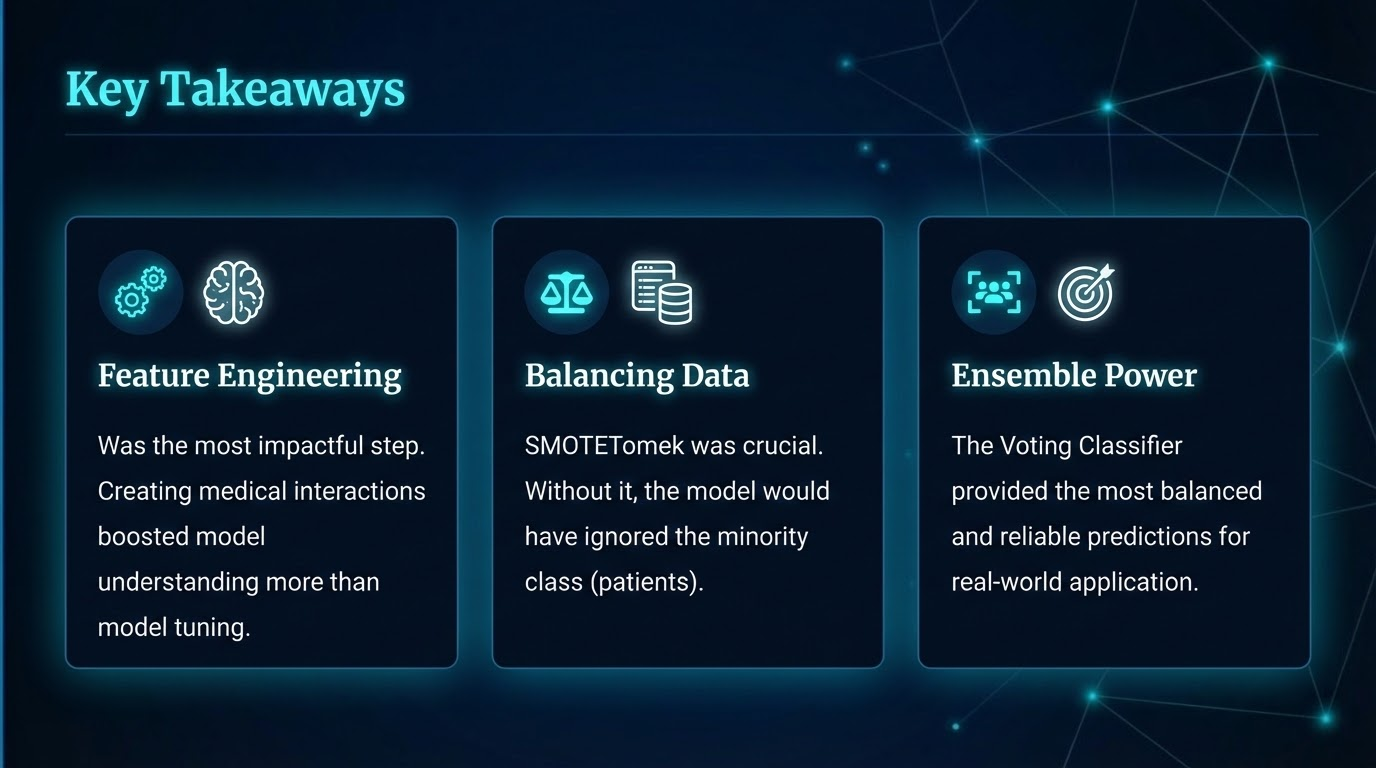 Key Takeaways
Feature Engineering
Was the most impactful step.
Creating medical interactions
boosted model
understanding more than
model tuning.
Balancing Data
SMOTETomek was crucial.
Without it, the model would
have ignored the minority
class (patients).
Ensemble Power
The Voting Classifier
provided the most balanced
and reliable predictions for
real-world application.